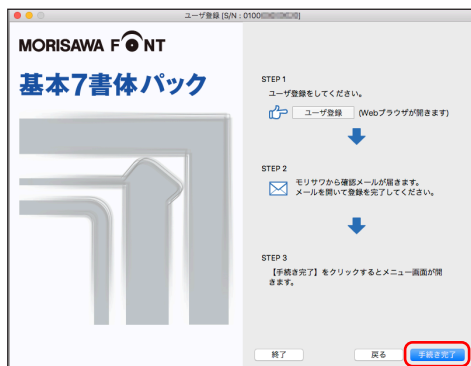 ユーザ登録 [S/N : 0100
MORISAWA FONT
基本7書体パック
STEP 1
ユーザ登録をしてください。
ユーザ登録 (Webブラウザが開きます)
STEP 2
モリサワから確認メールが届きます。
メールを開いて登録を完了してください。
STEP 3
【手続き完了】をクリックするとメニュー画面が開
きます。
終了 戻る 手続き完了